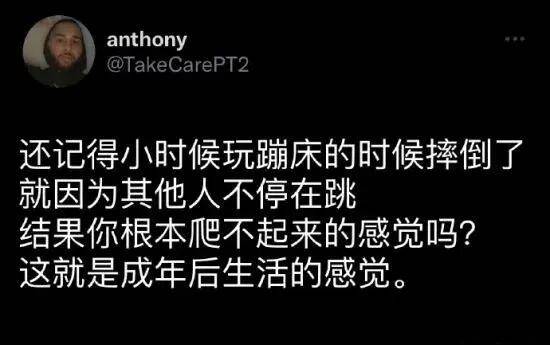 anthony
@TakeCarePT2
还记得小时候玩蹦床的时候摔倒了
就因为其他人不停在跳
结果你根本爬不起来的感觉吗?
这就是成年后生活的感觉。